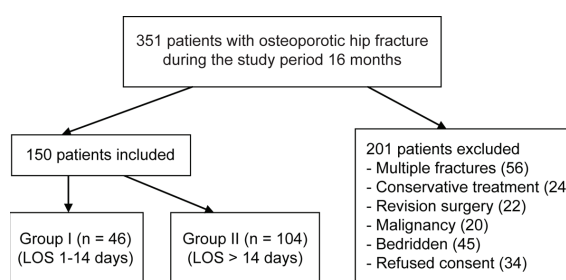 351 patients with osteoporotic hip fracture
during the study period 16 months
150 patients included
201 patients excluded
- Multiple fractures (56)
- Conservative treatment (24
- Revision surgery (22)
- Malignancy (20)
- Bedridden (45)
- Refused consent (34)
Group I (n = 46)
(LOS 1-14 days)
Group II (n = 104)
(LOS > 14 days)